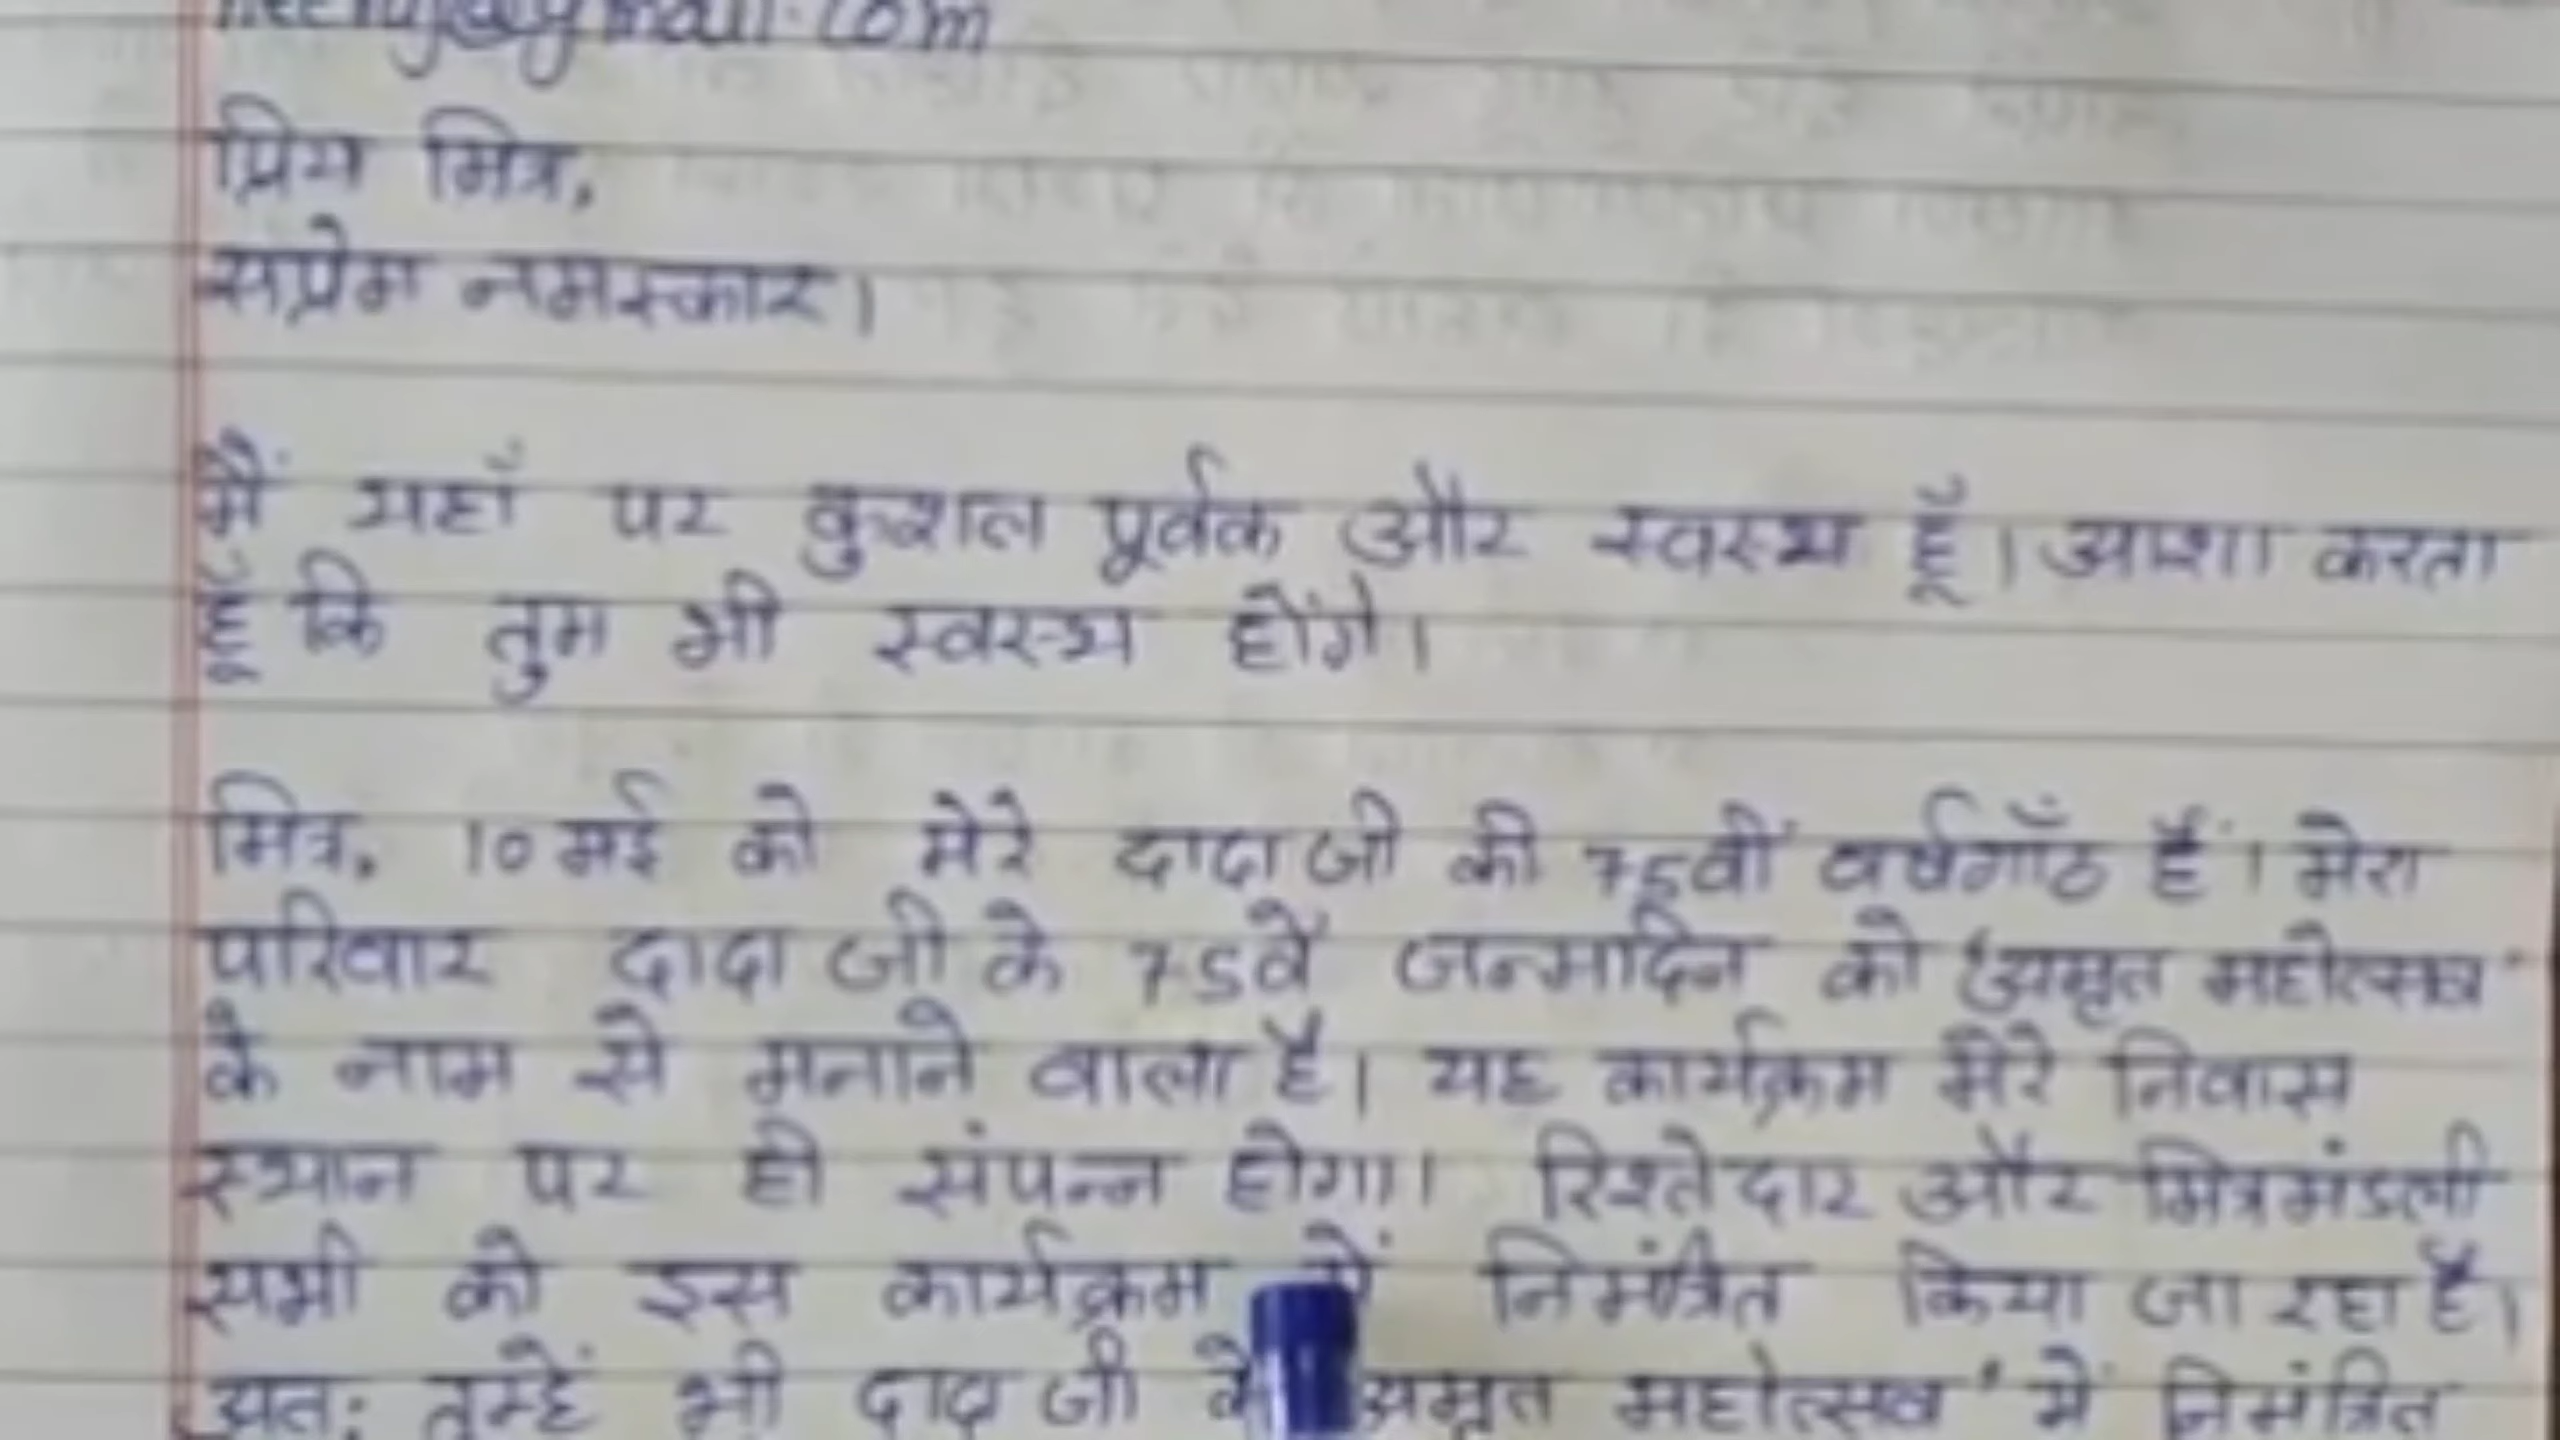 प्रिय मित्र,
सप्रेम नमस्कार।
मैं यहाँ पर कुशल पूर्वक और स्वस्थ हूँ। आशा करता
हूँ कि तुम भी स्वस्थ होंगे।
मित्र, 10 मई को मेरे दादा जी की 75वीं वर्षगाँठ हैं। मेरा
परिवार दादा जी के 75वें जन्मदिन को 'अमृत महोत्सव'
के नाम से मनाने वाला है। यह कार्यक्रम मेरे निवास
स्थान पर ही संपन्न होगा। रिश्तेदार और मित्रमंडली
सभी को इस कार्यक्रम में निमंत्रित किया जा रहा है।
अतः तुम्हें भी दादा जी के अमृत महोत्सव' में निमंत्रित